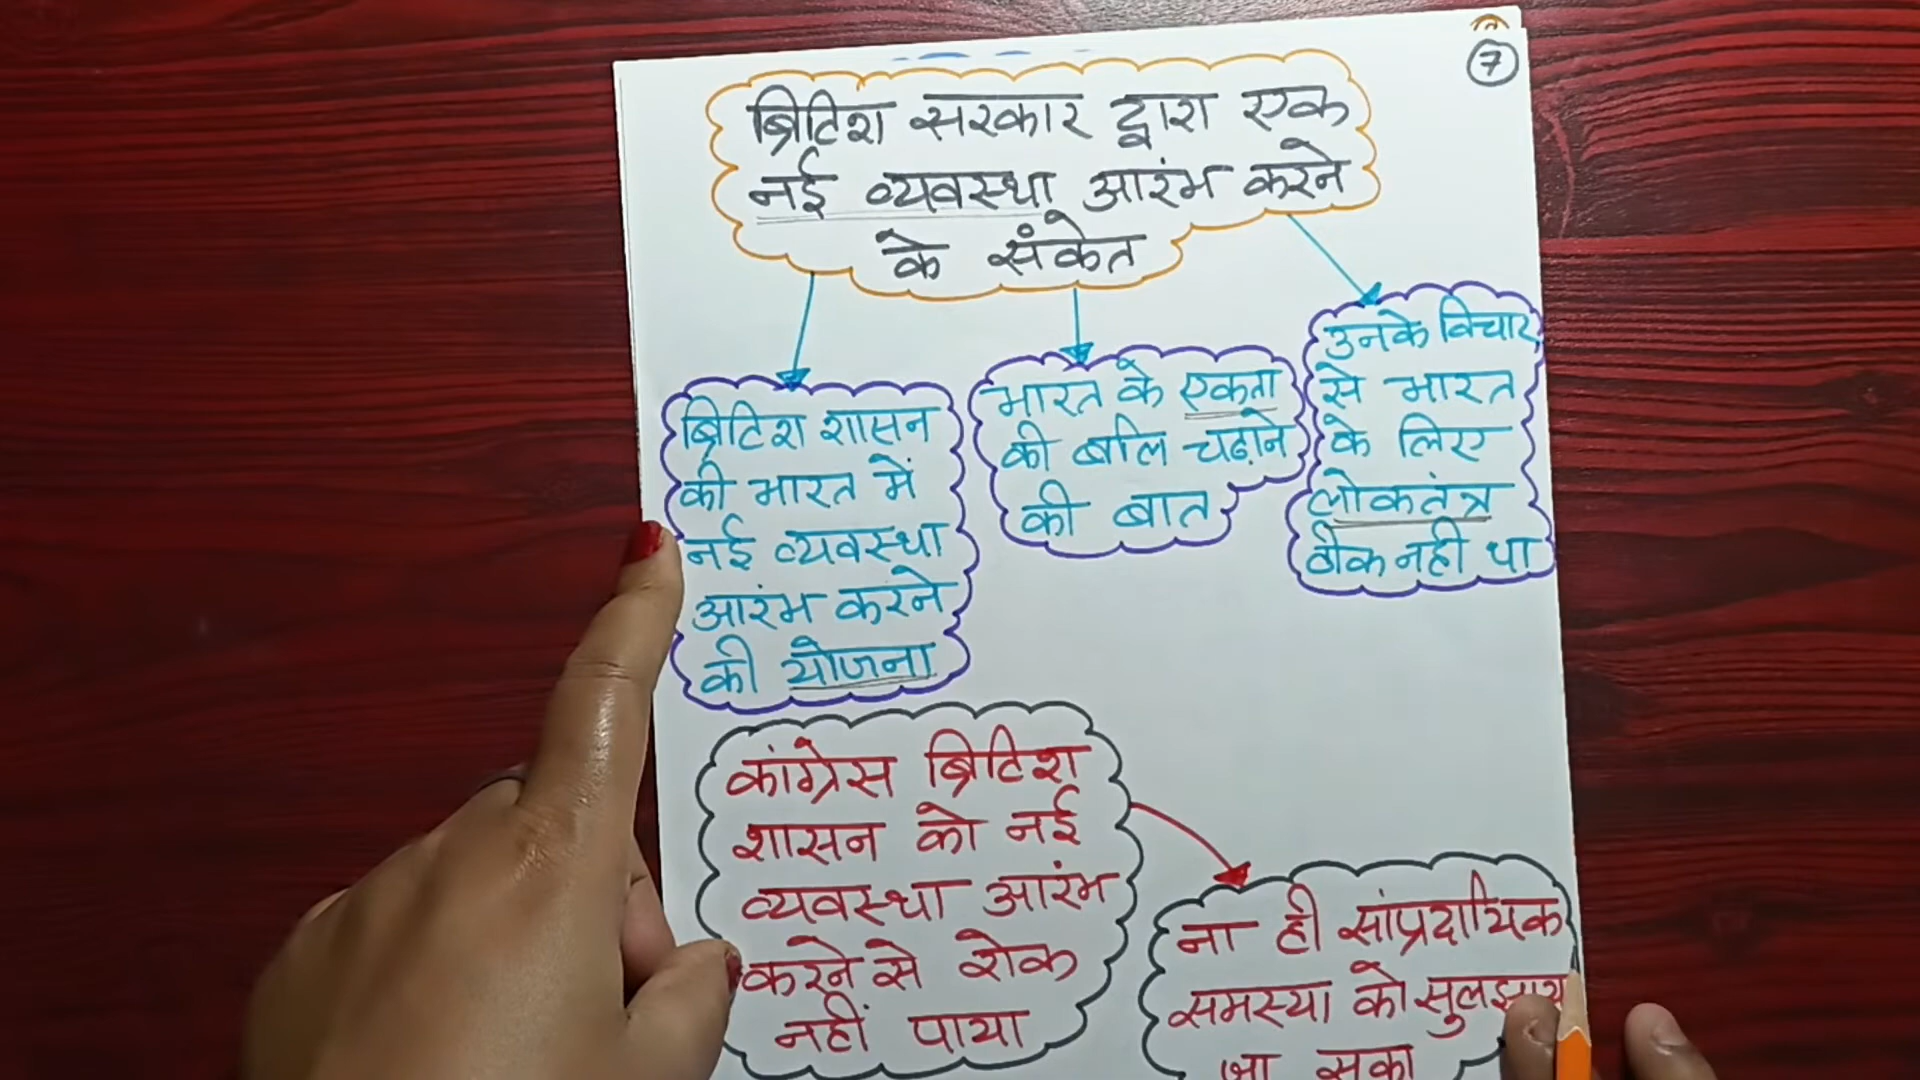 7
ब्रिटिश सरकार द्वारा एक
नई व्यवस्था आरंभ करने
के संकेत
ब्रिटिश शासन
की भारत में
नई व्यवस्था
आरंभ करने
की योजना
भारत के एकता
की बलि चढ़ाने
की बात
उनके विचार
से भारत
के लिए
लोकतंत्र
ठीक नही था
कांग्रेस ब्रिटिश
शासन को नई
व्यवस्था आरंभ
करने से रोक
नहीं पाया
ना ही सांप्रदायिक
समस्या को सुलझाया
जा सका